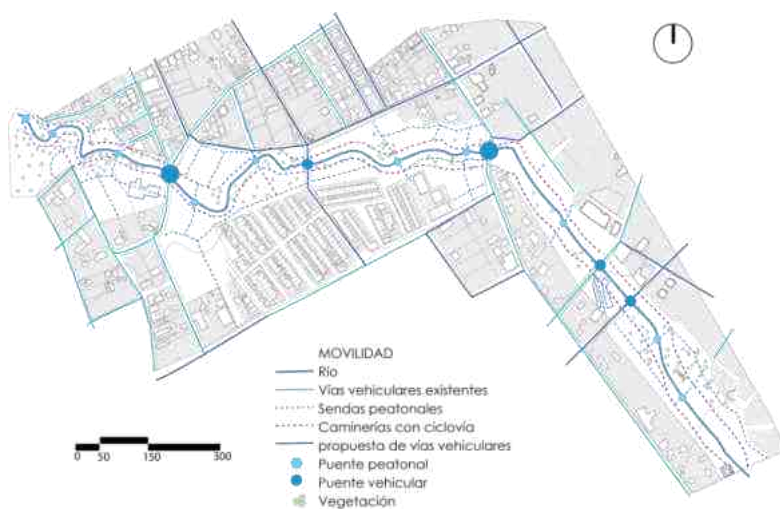 MOVILIDAD
Río
Vías vehiculares existentes
Sendas peatonales
Caminerías con ciclovía
propuesta de vías vehiculares
Puente peatonal
Puente vehicular
Vegetación
0 50 150 300